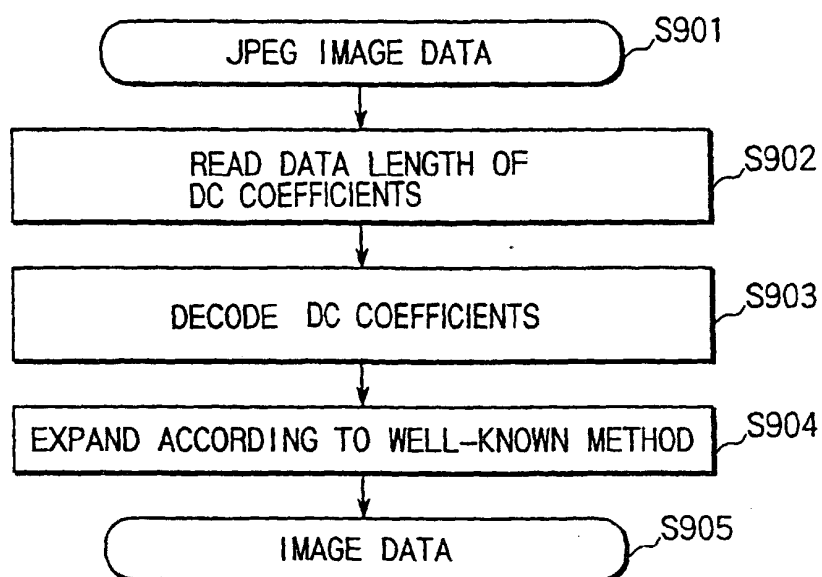 JPEG IMAGE DATA
S901
READ DATA LENGTH OF
DC COEFFICIENTS
S902
DECODE DC COEFFICIENTS
S903
EXPAND ACCORDING TO WELL-KNOWN METHOD
S904
IMAGE DATA
S905